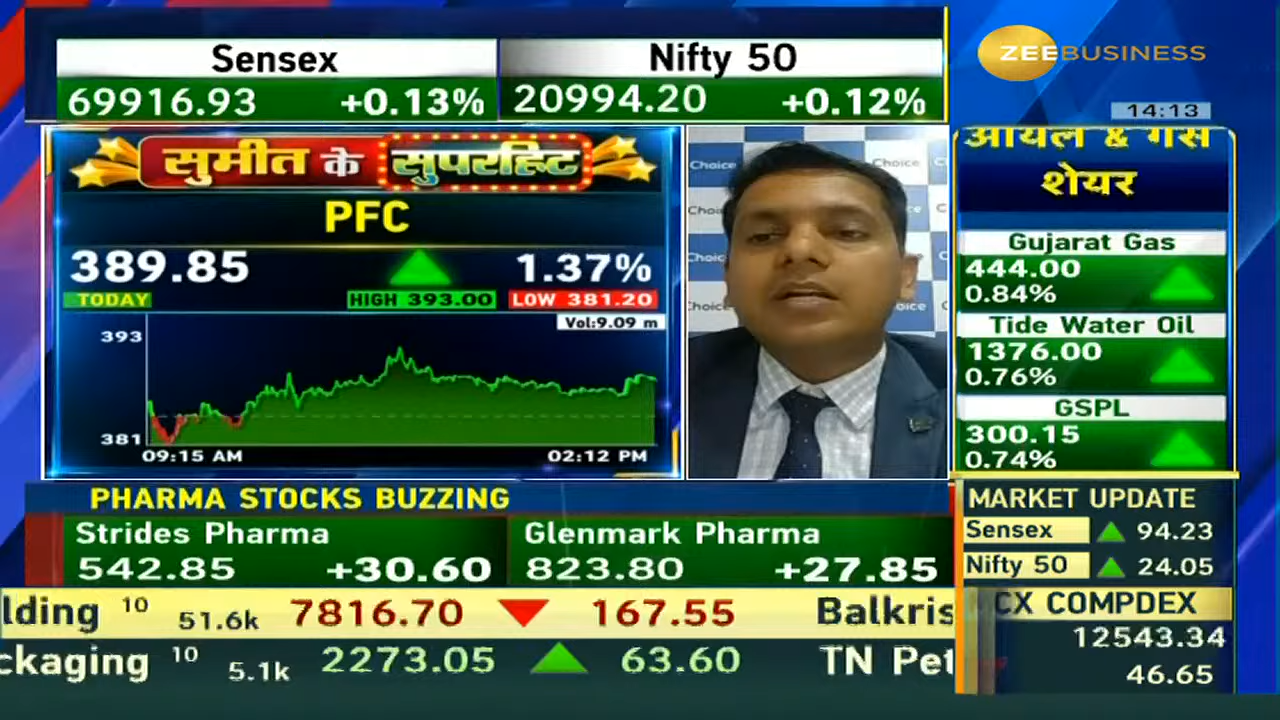 Sensex
69916.93 +0.13%
Nifty 50
20994.20 +0.12%
ZEEBUSINESS
14:13
सुमीत के सुपरहिट
PFC
389.85 1.37%
TODAY HIGH 393.00 LOW 381.20
Vol:9.09 m
393
381
09:15 AM 02:12 PM
Choice
Choice
Choice
आयल & गैस
शेयर
Gujarat Gas
444.00
0.84%
Tide Water Oil
1376.00
0.76%
GSPL
300.15
0.74%
PHARMA STOCKS BUZZING
Strides Pharma
542.85 +30.60
Glenmark Pharma
823.80 +27.85
MARKET UPDATE
Sensex 94.23
Nifty 50 24.05
CX COMPDEX
12543.34
46.65
lding 10 51.6k 7816.70 167.55 Balkris
ckaging 10 5.1k 2273.05 63.60 TN Pet